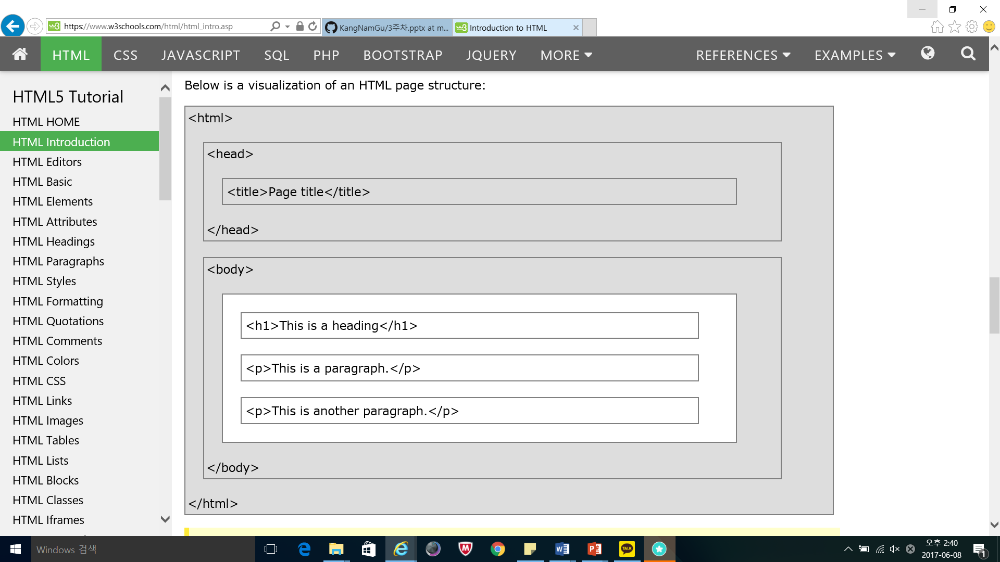 https://www.w3schools.com/html/html_intro.asp
KangNamGu/3주차.pptx at m...
Introduction to HTML
HTML CSS JAVASCRIPT SQL PHP BOOTSTRAP JQUERY MORE REFERENCES EXAMPLES
HTML5 Tutorial
HTML HOME
HTML Introduction
HTML Editors
HTML Basic
HTML Elements
HTML Attributes
HTML Headings
HTML Paragraphs
HTML Styles
HTML Formatting
HTML Quotations
HTML Comments
HTML Colors
HTML CSS
HTML Links
HTML Images
HTML Tables
HTML Lists
HTML Blocks
HTML Classes
HTML Iframes
Below is a visualization of an HTML page structure:
<html>
<head>
<title>Page title</title>
</head>
<body>
<h1>This is a heading</h1>
<p>This is a paragraph.</p>
<p>This is another paragraph.</p>
</body>
</html>
Windows 검색
TALK
오후 2:40
2017-06-08
1